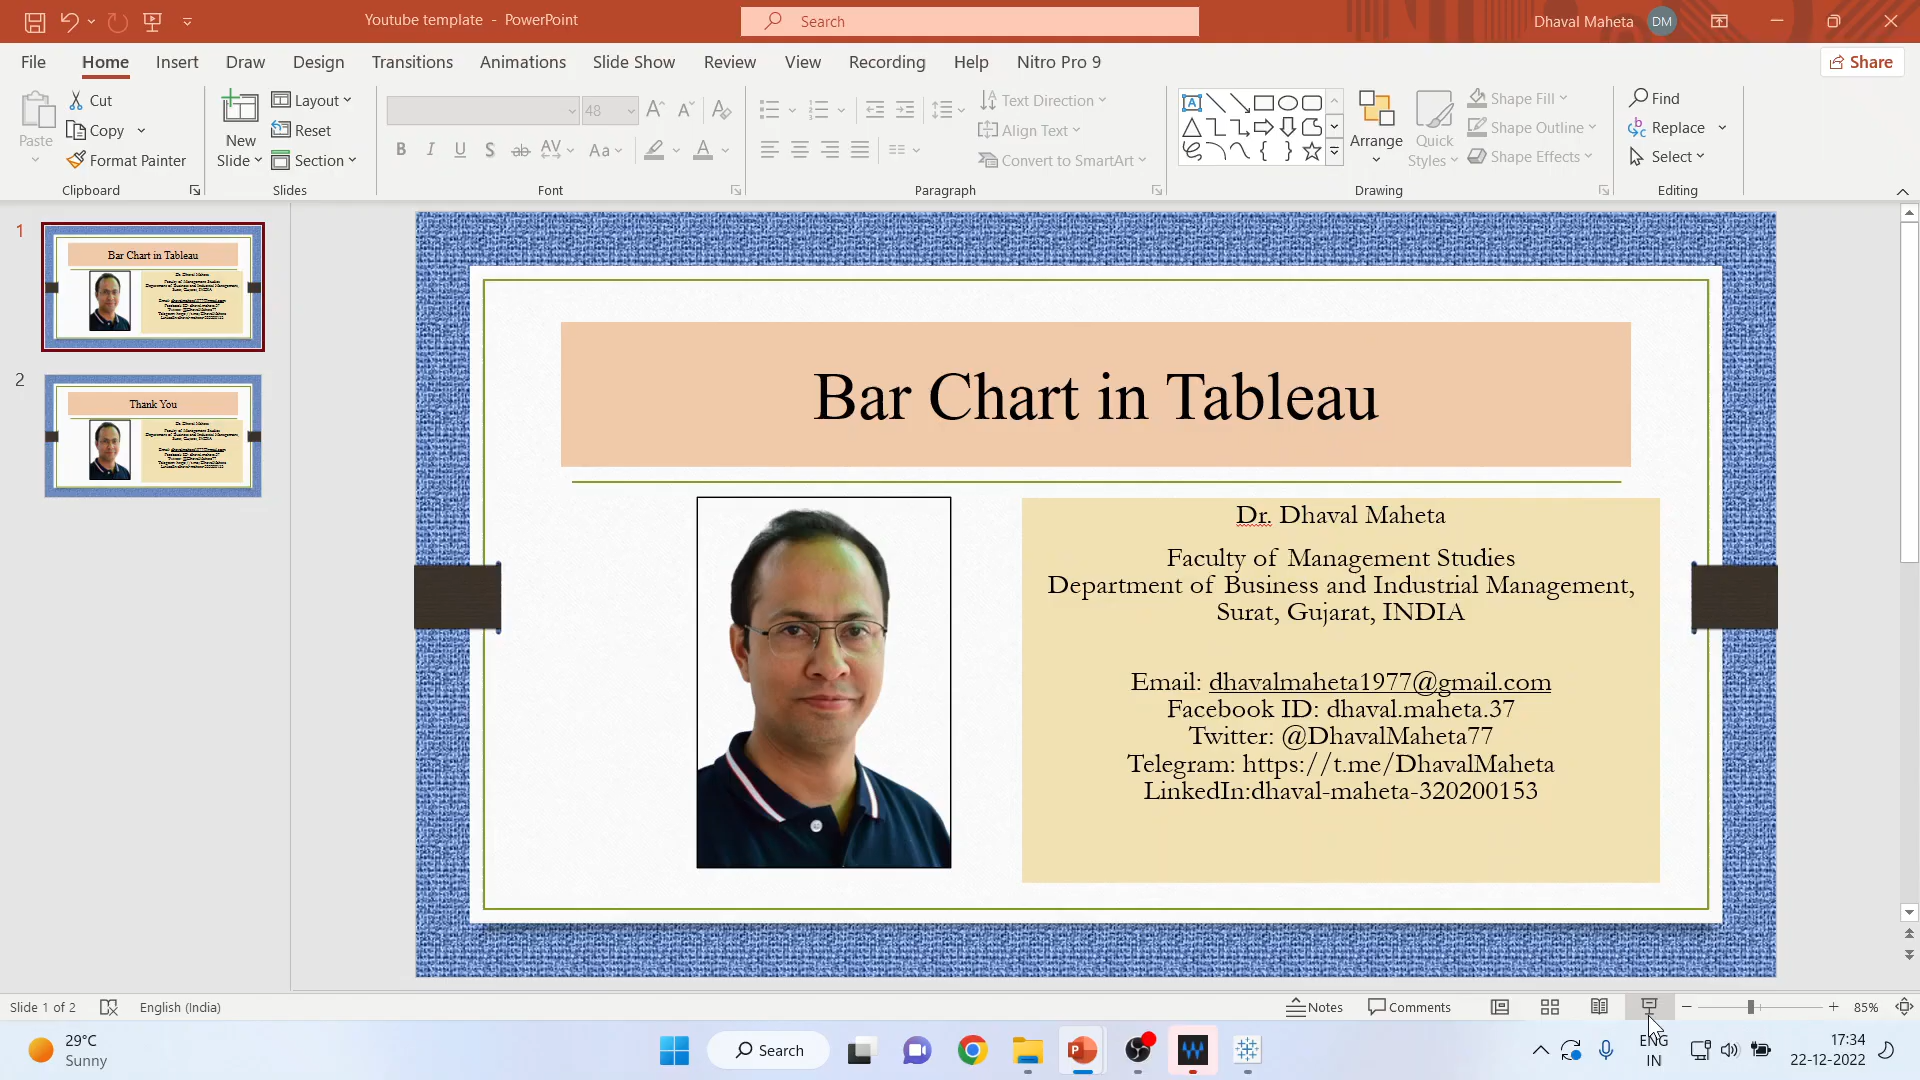 Youtube template - PowerPoint
Search
Dhaval Maheta
DM
File
Home
Insert
Draw
Design
Transitions
Animations
Slide Show
Review
View
Recording
Help
Nitro Pro 9
Share
Paste
Cut
Copy
Format Painter
Clipboard
New
Slide
Layout
Reset
Section
Slides
48
Font
Text Direction
Align Text
Convert to SmartArt
Paragraph
Arrange
Quick
Styles
Shape Fill
Shape Outline
Shape Effects
Drawing
Find
Replace
Select
Editing
1
Bar Chart in Tableau
2
Thank You
Bar Chart in Tableau
Dr. Dhaval Maheta
Faculty of Management Studies
Department of Business and Industrial Management,
Surat, Gujarat, INDIA
Email: dhavalmaheta1977@gmail.com
Facebook ID: dhaval.maheta.37
Twitter: @DhavalMaheta77
Telegram: https://t.me/DhavalMaheta
LinkedIn:dhaval-maheta-320200153
Slide 1 of 2
English (India)
Notes
Comments
85%
29°C
Sunny
Search
ENG
IN
17:34
22-12-2022